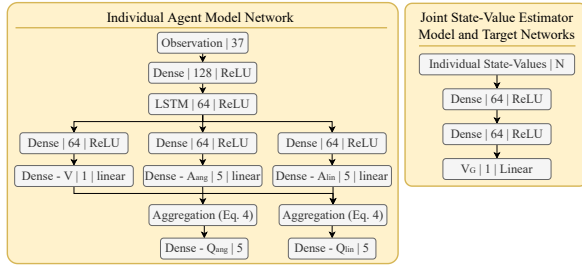 Individual Agent Model Network
Observation | 37
Dense | 128 | ReLU
LSTM | 64 | ReLU
Dense | 64 | ReLU
Dense | 64 | ReLU
Dense | 64 | ReLU
Dense - V | 1 | linear
Dense - Aang | 5 | linear
Dense - Alin | 5 | linear
Aggregation (Eq. 4)
Aggregation (Eq. 4)
Dense - Qang | 5
Dense - Qlin | 5
Joint State-Value Estimator
Model and Target Networks
Individual State-Values | N
Dense | 64 | ReLU
Dense | 64 | ReLU
VG | 1 | Linear